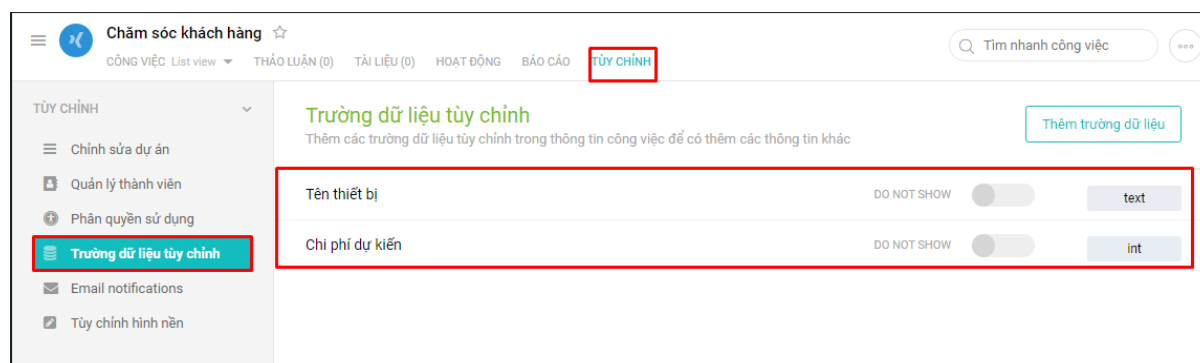 Chăm sóc khách hàng
Tìm nhanh công việc
CÔNG VIỆC List view THẢO LUẬN (0) TÀI LIỆU (0) HOẠT ĐỘNG BÁO CÁO TÙY CHỈNH
TÙY CHỈNH
Chỉnh sửa dự án
Quản lý thành viên
Phân quyền sử dụng
Trường dữ liệu tùy chỉnh
Email notifications
Tùy chỉnh hình nền
Trường dữ liệu tùy chỉnh
Thêm các trường dữ liệu tùy chỉnh trong thông tin công việc để có thêm các thông tin khác
Thêm trường dữ liệu
Tên thiết bị DO NOT SHOW text
Chi phí dự kiến DO NOT SHOW int